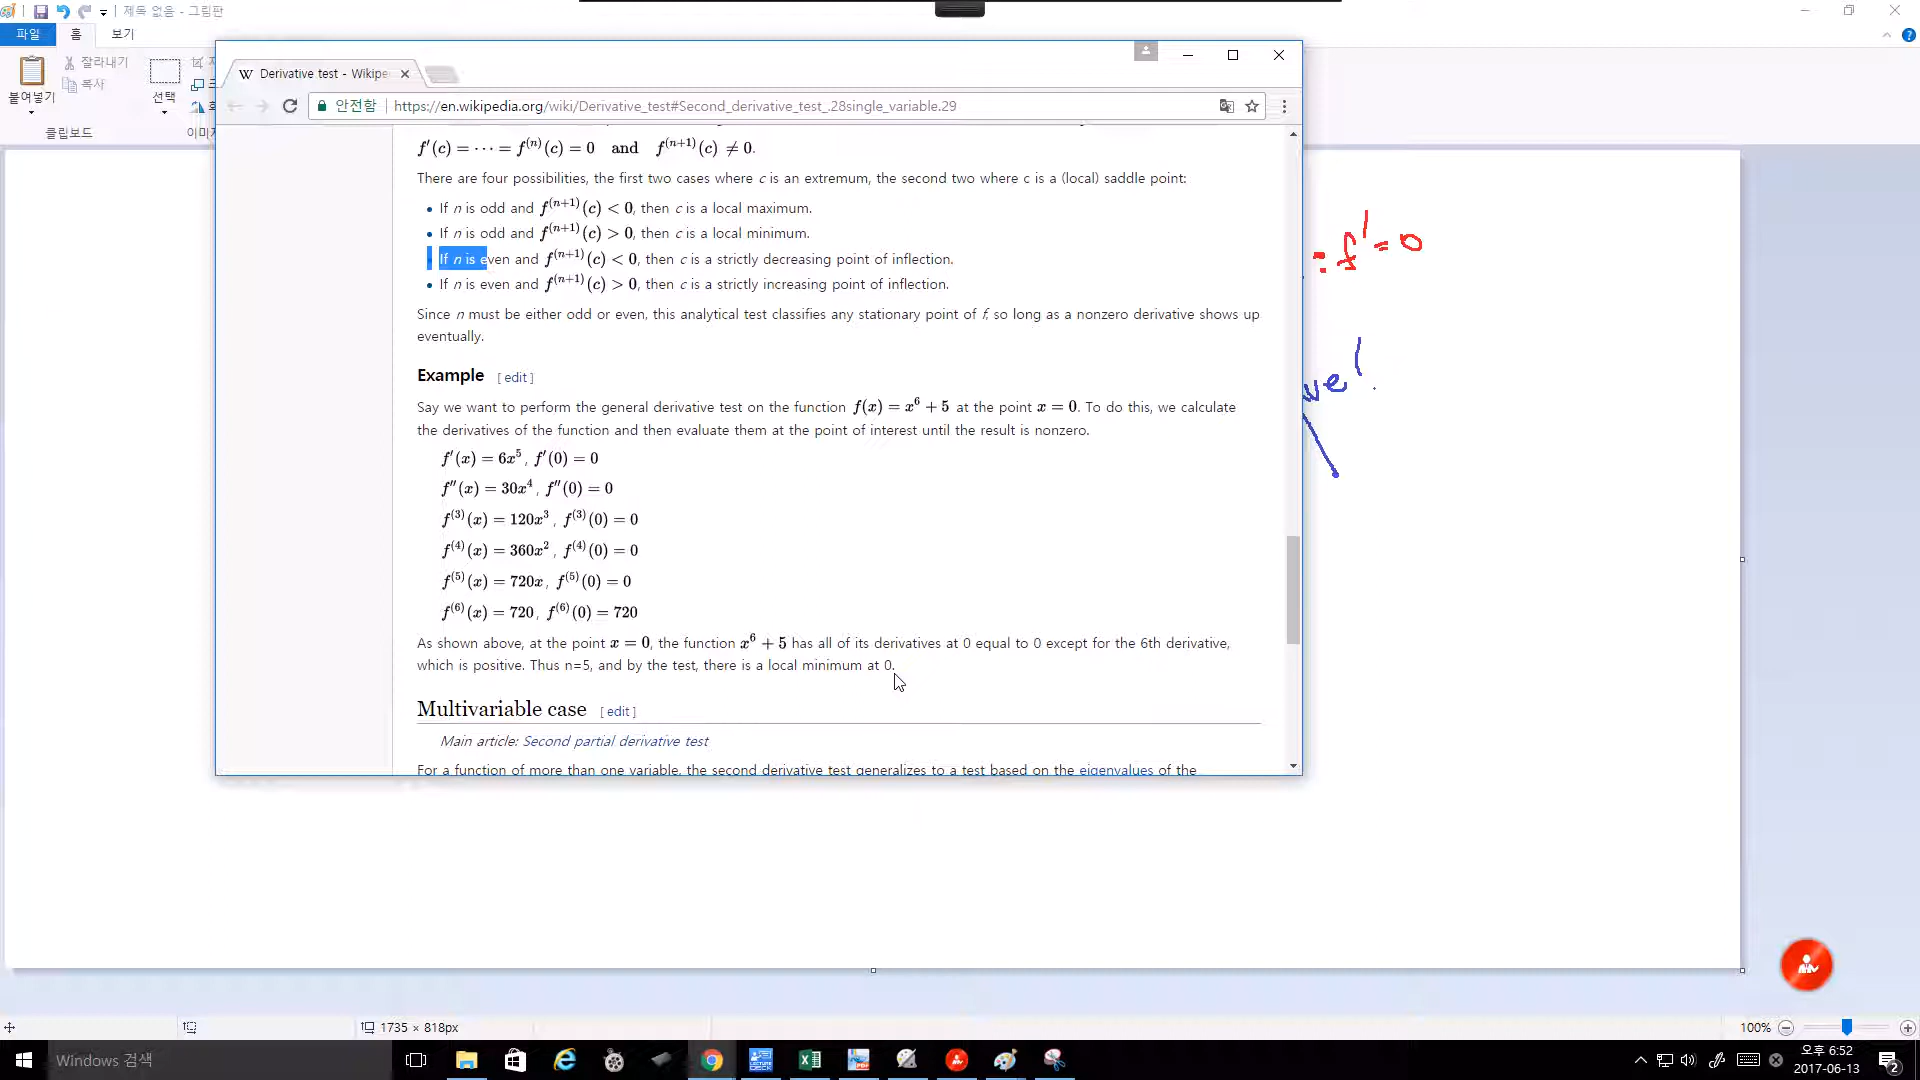 제목 없음 - 그림판
파일
홈
보기
붙여넣기
잘라내기
복사
선택
클립보드
Derivative test - Wikipe
안전함
https://en.wikipedia.org/wiki/Derivative_test#Second_derivative_test_.28single_variable.29
f′(c) = ⋯ = f⁽ⁿ⁾(c) = 0 and f⁽ⁿ⁺¹⁾(c) ≠ 0.
There are four possibilities, the first two cases where c is an extremum, the second two where c is a (local) saddle point:
• If n is odd and f⁽ⁿ⁺¹⁾(c) < 0, then c is a local maximum.
• If n is odd and f⁽ⁿ⁺¹⁾(c) > 0, then c is a local minimum.
• If n is even and f⁽ⁿ⁺¹⁾(c) < 0, then c is a strictly decreasing point of inflection.
• If n is even and f⁽ⁿ⁺¹⁾(c) > 0, then c is a strictly increasing point of inflection.
Since n must be either odd or even, this analytical test classifies any stationary point of f, so long as a nonzero derivative shows up
eventually.
Example [ edit ]
Say we want to perform the general derivative test on the function f(x) = x⁶ + 5 at the point x = 0. To do this, we calculate
the derivatives of the function and then evaluate them at the point of interest until the result is nonzero.
f′(x) = 6x⁵, f′(0) = 0
f″(x) = 30x⁴, f″(0) = 0
f⁽³⁾(x) = 120x³, f⁽³⁾(0) = 0
f⁽⁴⁾(x) = 360x², f⁽⁴⁾(0) = 0
f⁽⁵⁾(x) = 720x, f⁽⁵⁾(0) = 0
f⁽⁶⁾(x) = 720, f⁽⁶⁾(0) = 720
As shown above, at the point x = 0, the function x⁶ + 5 has all of its derivatives at 0 equal to 0 except for the 6th derivative,
which is positive. Thus n=5, and by the test, there is a local minimum at 0.
Multivariable case [ edit ]
Main article: Second partial derivative test
For a function of more than one variable, the second derivative test generalizes to a test based on the eigenvalues of the
: f′ = 0
ve′
1735 × 818px
100%
Windows 검색
오후 6:52
2017-06-13
2